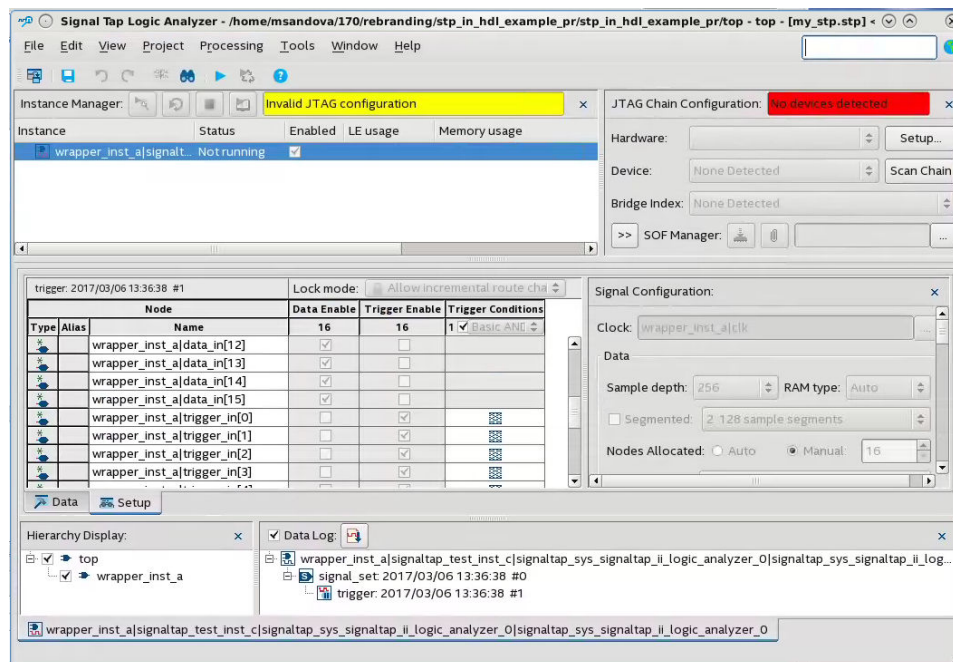 Signal Tap Logic Analyzer - /home/msandova/170/rebranding/stp_in_hdl_example_pr/stp_in_hdl_example_pr/top - top - [my_stp.stp] <
File Edit View Project Processing Tools Window Help
Instance Manager: Invalid JTAG configuration
Instance Status Enabled LE usage Memory usage
wrapper_inst_a|signalt... Not running
JTAG Chain Configuration: No devices detected
Hardware: Setup...
Device: None Detected Scan Chain
Bridge Index: None Detected
>> SOF Manager: ...
trigger: 2017/03/06 13:36:38 #1 Lock mode: Allow incremental route cha
Node Data Enable Trigger Enable Trigger Conditions
Type Alias Name 16 16 1 Basic AND
wrapper_inst_a|data_in[12]
wrapper_inst_a|data_in[13]
wrapper_inst_a|data_in[14]
wrapper_inst_a|data_in[15]
wrapper_inst_a|trigger_in[0]
wrapper_inst_a|trigger_in[1]
wrapper_inst_a|trigger_in[2]
wrapper_inst_a|trigger_in[3]
Data Setup
Signal Configuration:
Clock: wrapper_inst_a|clk ...
Data
Sample depth: 256 RAM type: Auto
Segmented: 2 128 sample segments
Nodes Allocated: Auto Manual: 16
Hierarchy Display:
top
wrapper_inst_a
Data Log:
wrapper_inst_a|signaltap_test_inst_c|signaltap_sys_signaltap_ii_logic_analyzer_0|signaltap_sys_signaltap_ii_log...
signal_set: 2017/03/06 13:36:38 #0
trigger: 2017/03/06 13:36:38 #1
wrapper_inst_a|signaltap_test_inst_c|signaltap_sys_signaltap_ii_logic_analyzer_0|signaltap_sys_signaltap_ii_logic_analyzer_0